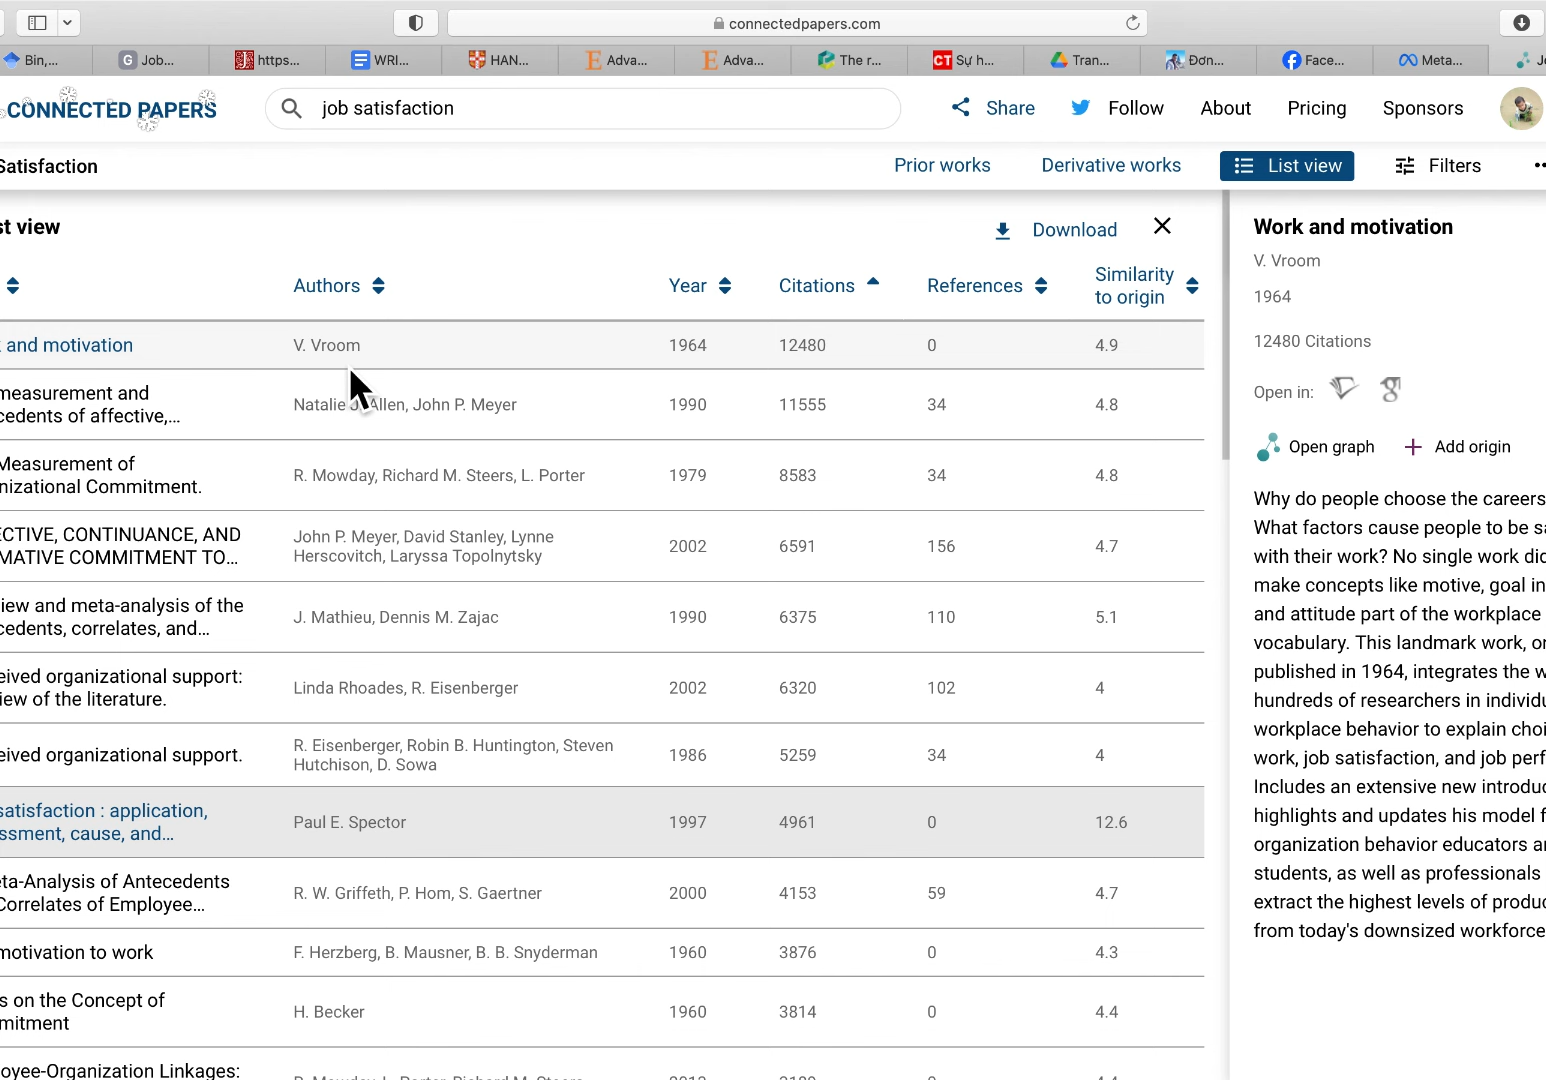 connectedpapers.com
Bin,...
Job...
https...
WRI...
HAN...
Adva...
Adva...
The r...
CT Sự h...
Tran...
Đơn...
Face...
Meta...
CONNECTED PAPERS
job satisfaction
Share
Follow
About
Pricing
Sponsors
Satisfaction
Prior works
Derivative works
List view
Filters
st view
Download
Authors
Year
Citations
References
Similarity
to origin
and motivation
V. Vroom
1964
12480
0
4.9
measurement and
cedents of affective,...
Natalie J. Allen, John P. Meyer
1990
11555
34
4.8
Measurement of
nizational Commitment.
R. Mowday, Richard M. Steers, L. Porter
1979
8583
34
4.8
ECTIVE, CONTINUANCE, AND
MATIVE COMMITMENT TO...
John P. Meyer, David Stanley, Lynne
Herscovitch, Laryssa Topolnytsky
2002
6591
156
4.7
iew and meta-analysis of the
cedents, correlates, and...
J. Mathieu, Dennis M. Zajac
1990
6375
110
5.1
eived organizational support:
iew of the literature.
Linda Rhoades, R. Eisenberger
2002
6320
102
4
eived organizational support.
R. Eisenberger, Robin B. Huntington, Steven
Hutchison, D. Sowa
1986
5259
34
4
satisfaction : application,
ssment, cause, and...
Paul E. Spector
1997
4961
0
12.6
eta-Analysis of Antecedents
Correlates of Employee...
R. W. Griffeth, P. Hom, S. Gaertner
2000
4153
59
4.7
motivation to work
F. Herzberg, B. Mausner, B. B. Snyderman
1960
3876
0
4.3
s on the Concept of
mitment
H. Becker
1960
3814
0
4.4
oyee-Organization Linkages:
Work and motivation
V. Vroom
1964
12480 Citations
Open in:
Open graph
Add origin
Why do people choose the careers
What factors cause people to be sa
with their work? No single work did
make concepts like motive, goal in
and attitude part of the workplace
vocabulary. This landmark work, or
published in 1964, integrates the w
hundreds of researchers in individu
workplace behavior to explain choi
work, job satisfaction, and job perf
Includes an extensive new introduc
highlights and updates his model f
organization behavior educators an
students, as well as professionals
extract the highest levels of produc
from today's downsized workforce